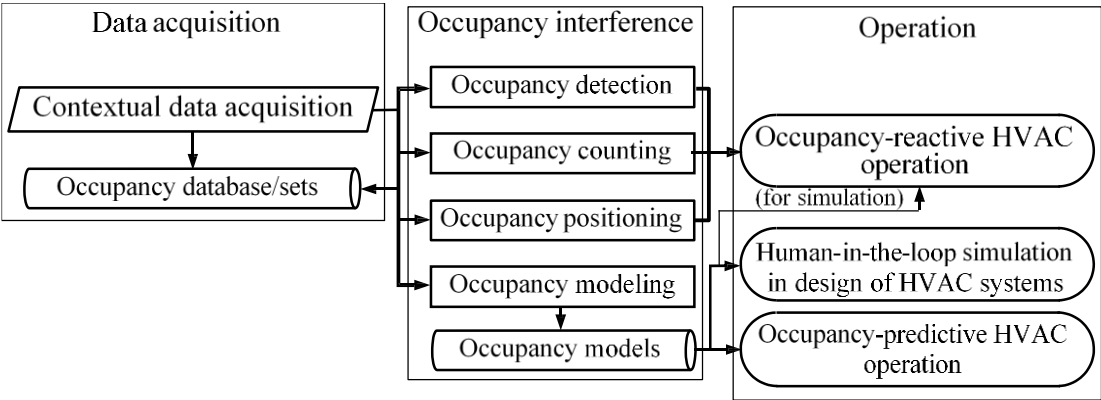 Data acquisition
Contextual data acquisition
Occupancy database/sets
Occupancy interference
Occupancy detection
Occupancy counting
Occupancy positioning
Occupancy modeling
Occupancy models
Operation
Occupancy-reactive HVAC
operation
(for simulation)
Human-in-the-loop simulation
in design of HVAC systems
Occupancy-predictive HVAC
operation